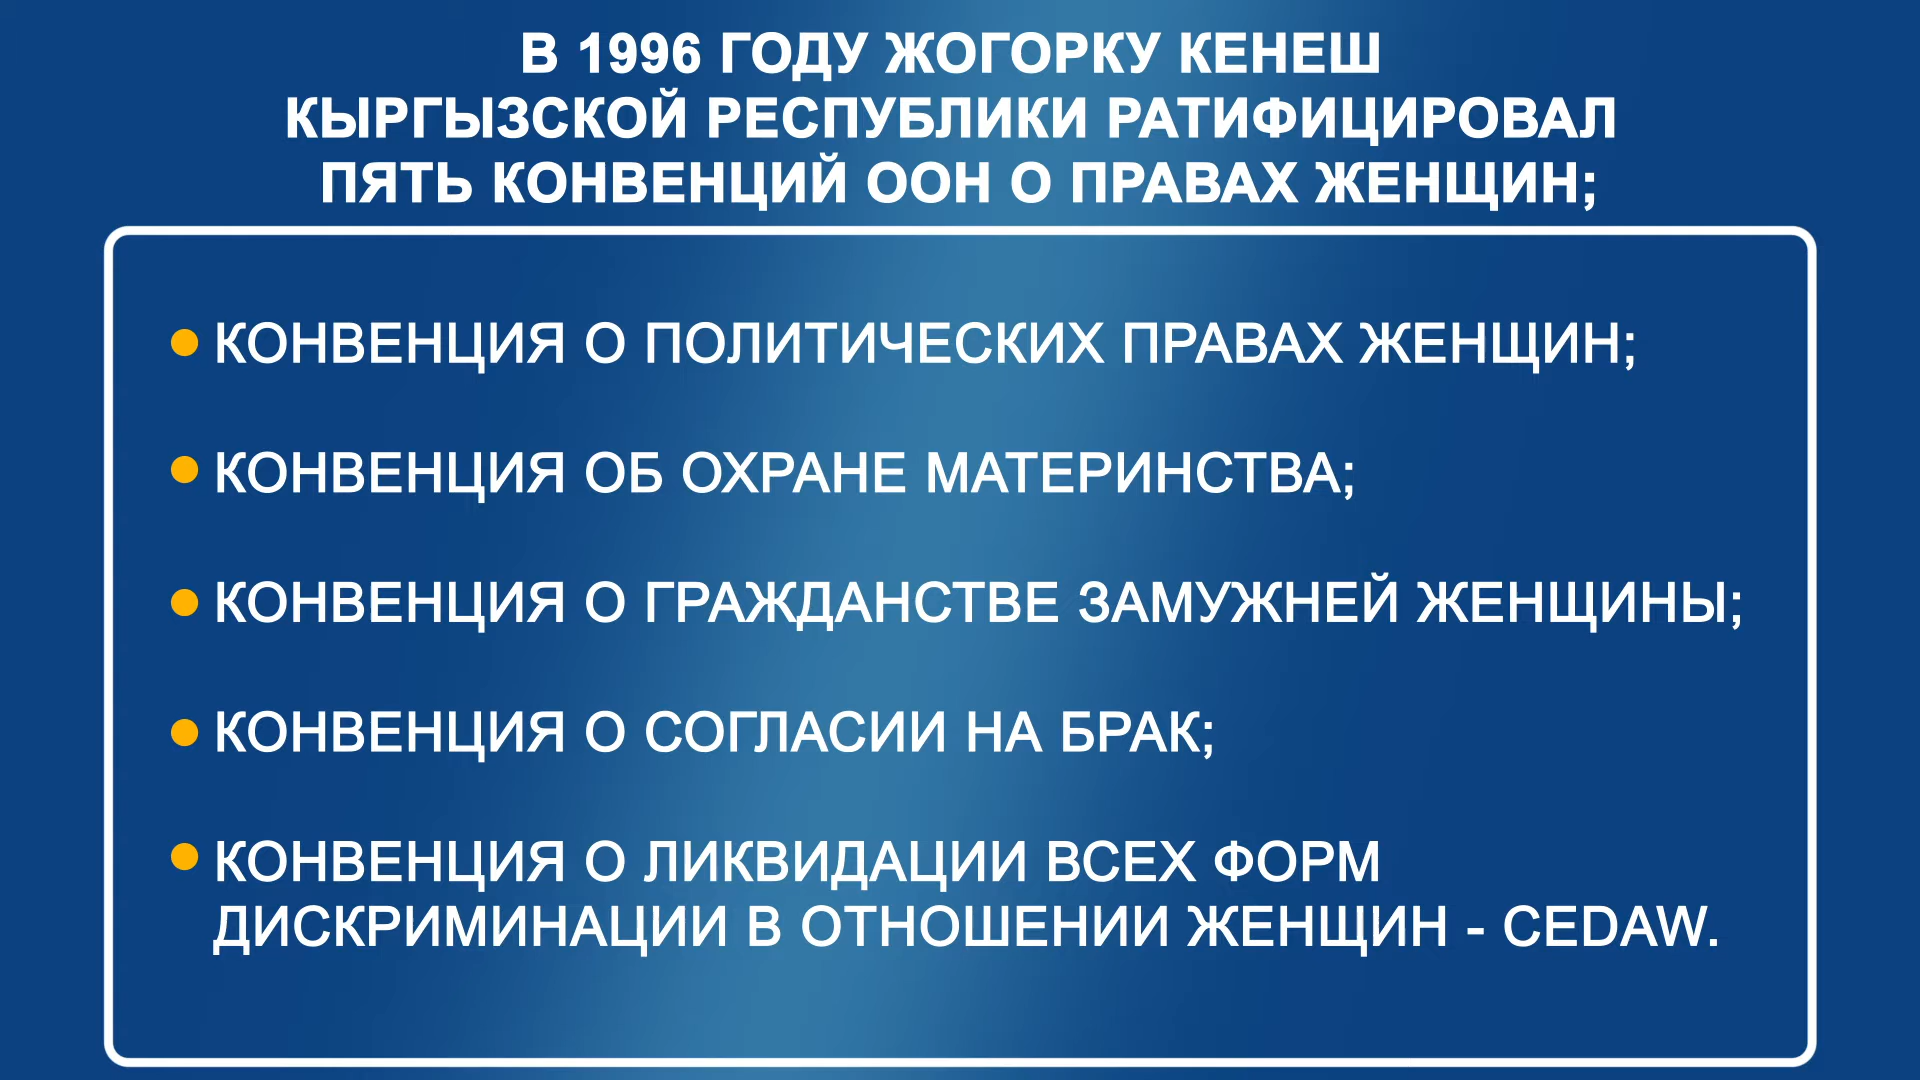 В 1996 ГОДУ ЖОГОРКУ КЕНЕШ
КЫРГЫЗСКОЙ РЕСПУБЛИКИ РАТИФИЦИРОВАЛ
ПЯТЬ КОНВЕНЦИЙ ООН О ПРАВАХ ЖЕНЩИН;
• КОНВЕНЦИЯ О ПОЛИТИЧЕСКИХ ПРАВАХ ЖЕНЩИН;
• КОНВЕНЦИЯ ОБ ОХРАНЕ МАТЕРИНСТВА;
• КОНВЕНЦИЯ О ГРАЖДАНСТВЕ ЗАМУЖНЕЙ ЖЕНЩИНЫ;
• КОНВЕНЦИЯ О СОГЛАСИИ НА БРАК;
• КОНВЕНЦИЯ О ЛИКВИДАЦИИ ВСЕХ ФОРМ
ДИСКРИМИНАЦИИ В ОТНОШЕНИИ ЖЕНЩИН - CEDAW.